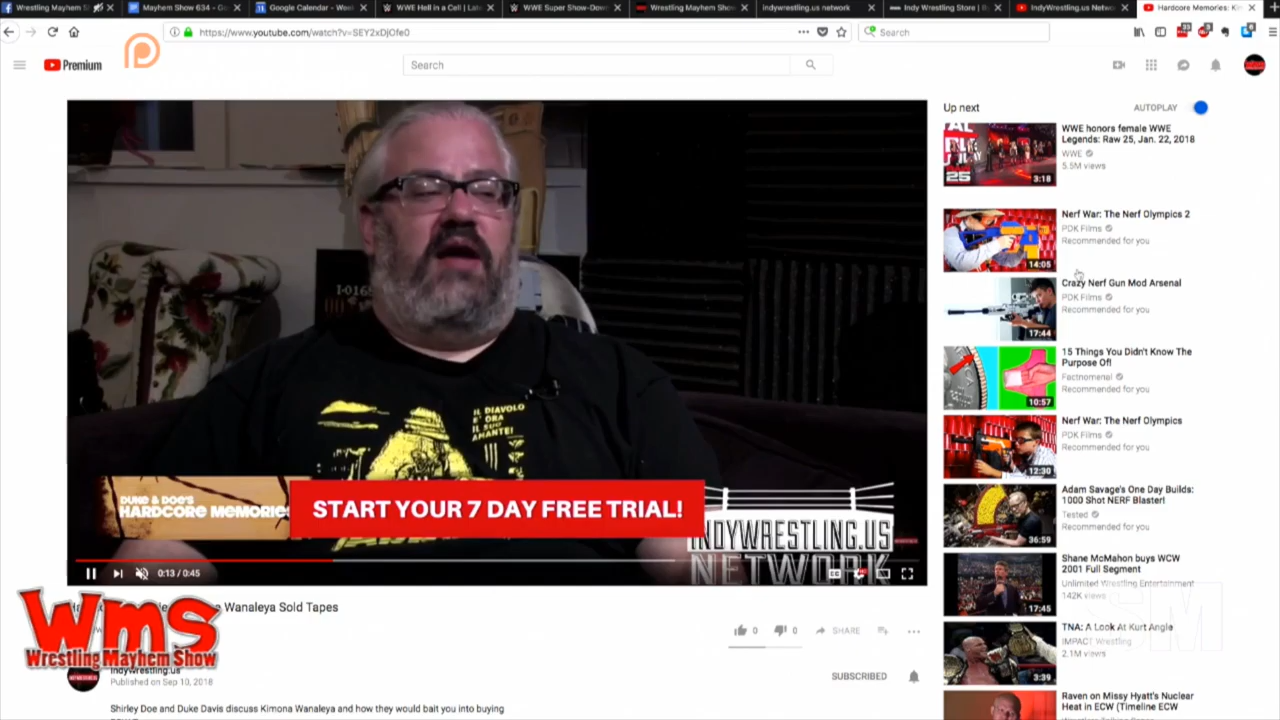 Wrestling Mayhem S
Mayhem Show 634 - G
Google Calendar - Wee
WWE Hell in a Cell | Late
WWE Super Show-Down
Wrestling Mayhem Show
indywrestling.us network
Indy Wrestling Store | B
IndyWrestling.us Netwo
Hardcore Memories: Ki
https://www.youtube.com/watch?v=SEY2xDjOfe0
Search
Premium
Search
Up next
AUTOPLAY
WWE honors female WWE
Legends: Raw 25, Jan. 22, 2018
WWE
5.5M views
25
3:18
Nerf War: The Nerf Olympics 2
PDK Films
Recommended for you
14:05
Crazy Nerf Gun Mod Arsenal
PDK Films
Recommended for you
17:44
15 Things You Didn't Know The
Purpose Of!
Factnomenal
Recommended for you
10:57
Nerf War: The Nerf Olympics
PDK Films
Recommended for you
12:30
Adam Savage's One Day Builds:
1000 Shot NERF Blaster!
Tested
Recommended for you
36:59
Shane McMahon buys WCW
2001 Full Segment
Unlimited Wrestling Entertainment
142K views
17:45
TNA: A Look At Kurt Angle
IMPACT Wrestling
2.1M views
3:39
Raven on Missy Hyatt's Nuclear
Heat in ECW (Timeline ECW
IL DIAVOLO
E ORA
IL SUO
AMANTE!
DUKE & DOE'S
HARDCORE MEMORIES
START YOUR 7 DAY FREE TRIAL!
INDYWRESTLING.US
NETWORK
0:13 / 0:45
Wanaleya Sold Tapes
0 0 SHARE
WMS
Wrestling Mayhem Show
indywrestling.us
Published on Sep 10, 2018
SUBSCRIBED
Shirley Doe and Duke Davis discuss Kimona Wanaleya and how they would bait you into buying